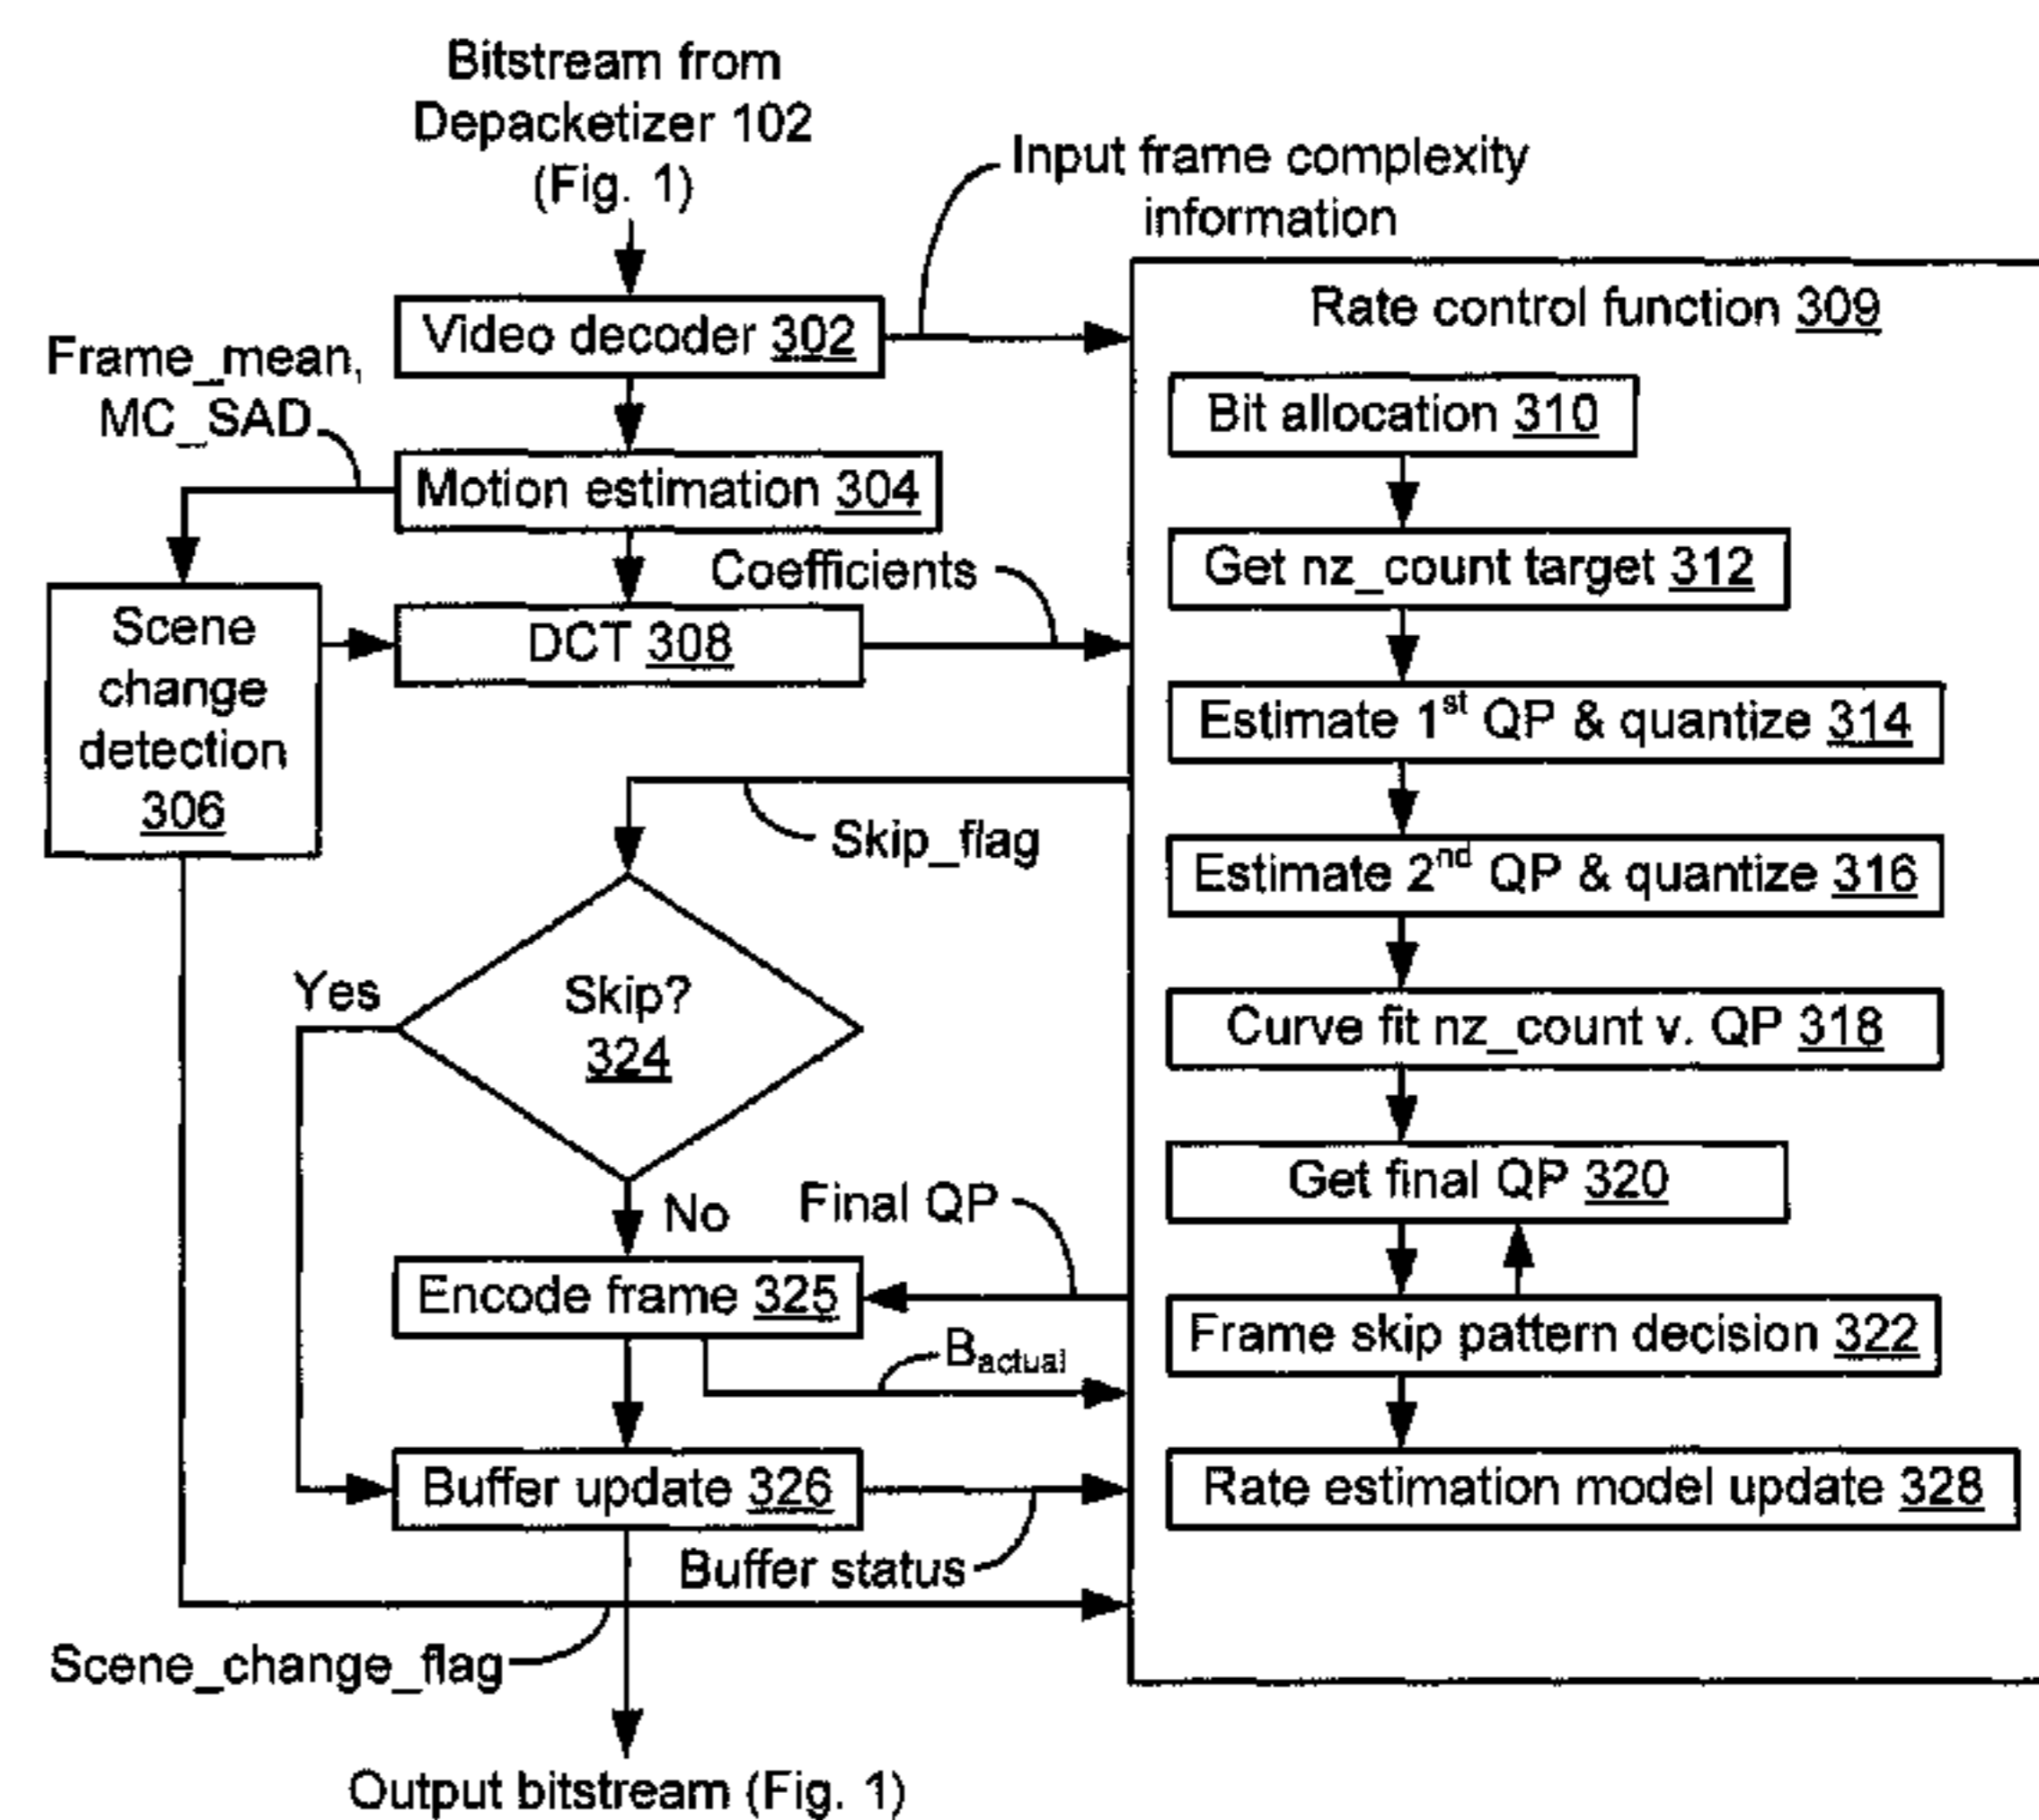 Bitstream from
Depacketizer 102
(Fig. 1)
Input frame complexity
information
Video decoder 302
Frame_mean,
MC_SAD
Motion estimation 304
Coefficients
Scene
change
detection
306
DCT 308
Skip_flag
Skip?
324
Yes
No
Final QP
Encode frame 325
Bactual
Buffer update 326
Buffer status
Scene_change_flag
Output bitstream (Fig. 1)
Rate control function 309
Bit allocation 310
Get nz_count target 312
Estimate 1st QP & quantize 314
Estimate 2nd QP & quantize 316
Curve fit nz_count v. QP 318
Get final QP 320
Frame skip pattern decision 322
Rate estimation model update 328